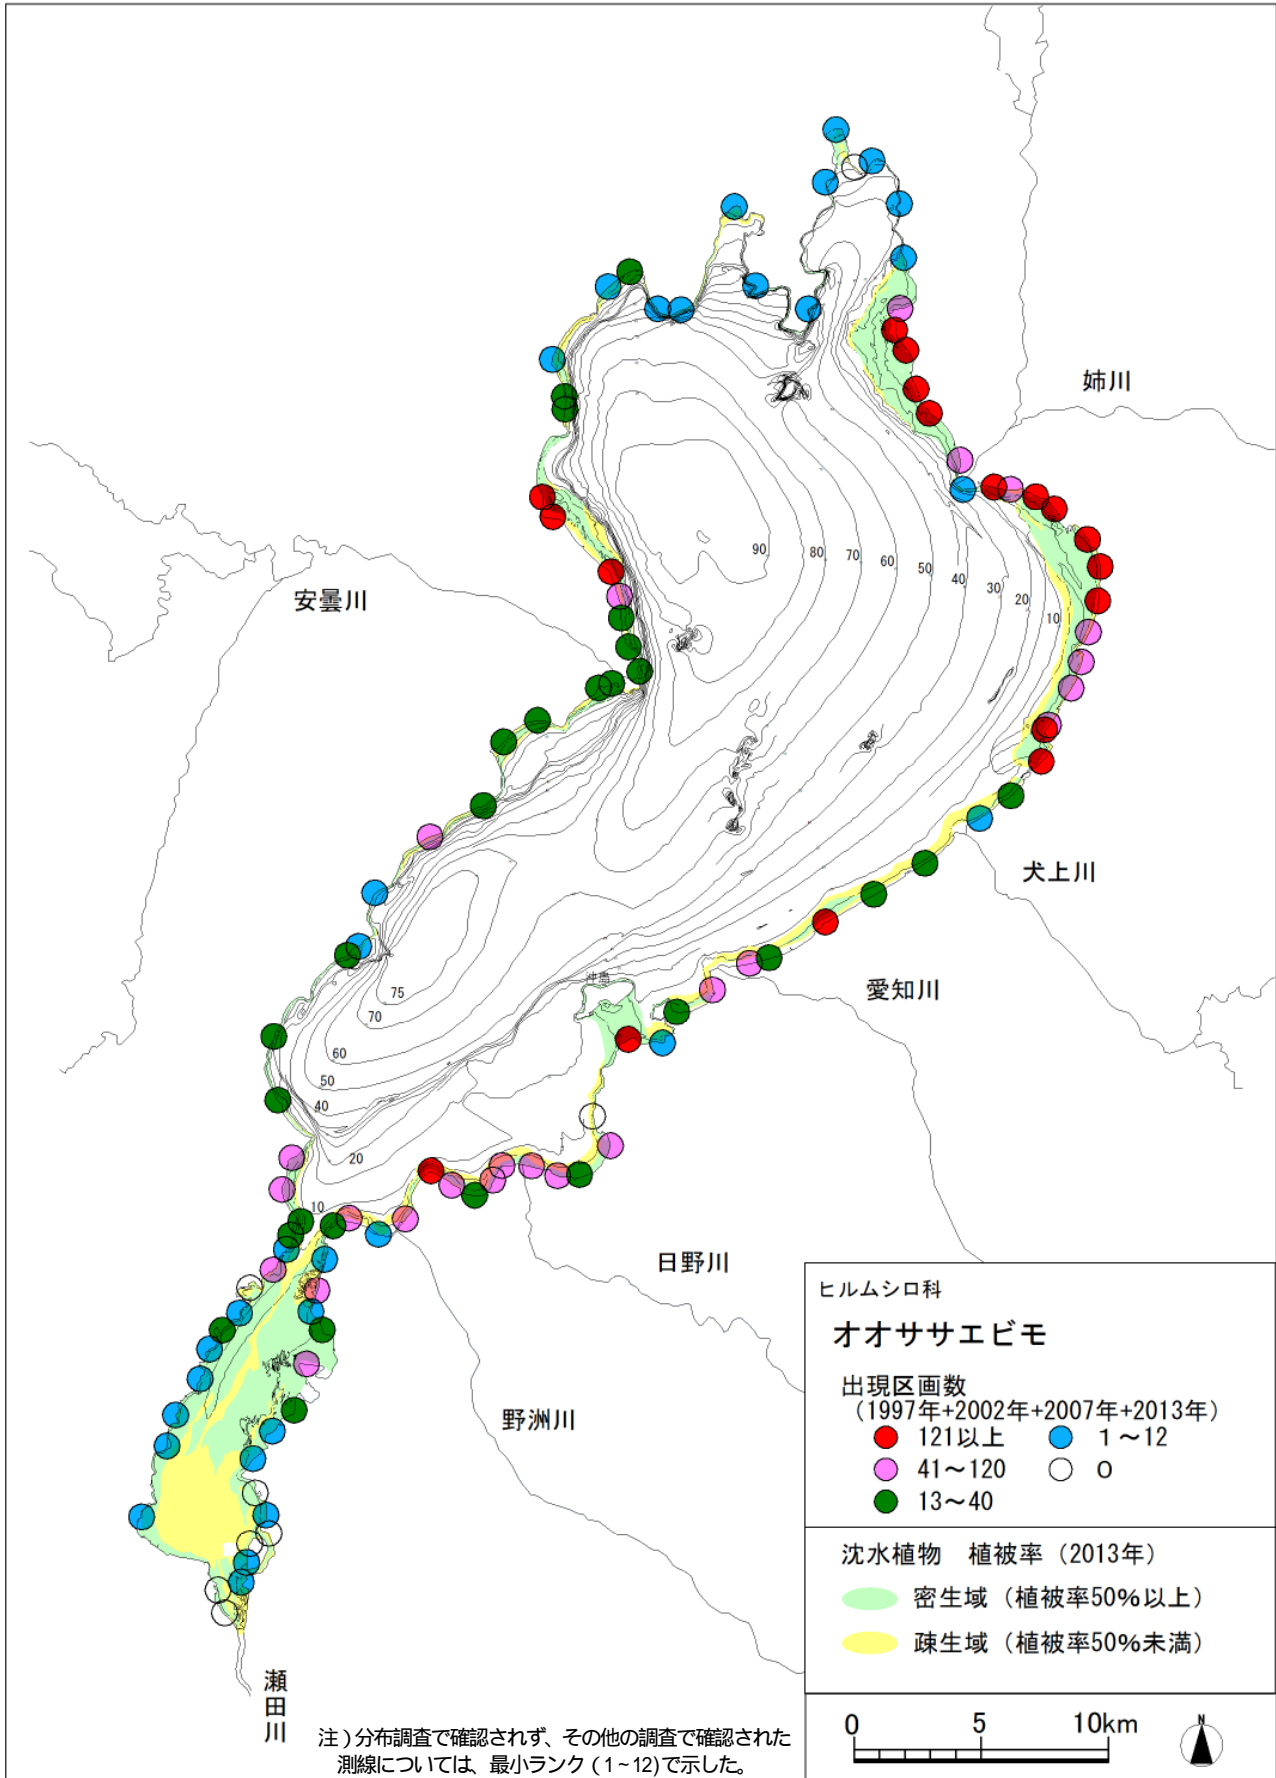 姉川
90
80
70
60
50
40
30
20
10
安曇川
犬上川
沖島
愛知川
75
70
60
50
40
20
10
日野川
野洲川
瀬田川
ヒルムシロ科
オオササエビモ
出現区画数
(1997年+2002年+2007年+2013年)
121以上
1～12
41～120
0
13～40
沈水植物 植被率(2013年)
密生域(植被率50%以上)
疎生域(植被率50%未満)
0 5 10km
N
注)分布調査で確認されず、その他の調査で確認された
測線については、最小ランク(1~12)で示した。